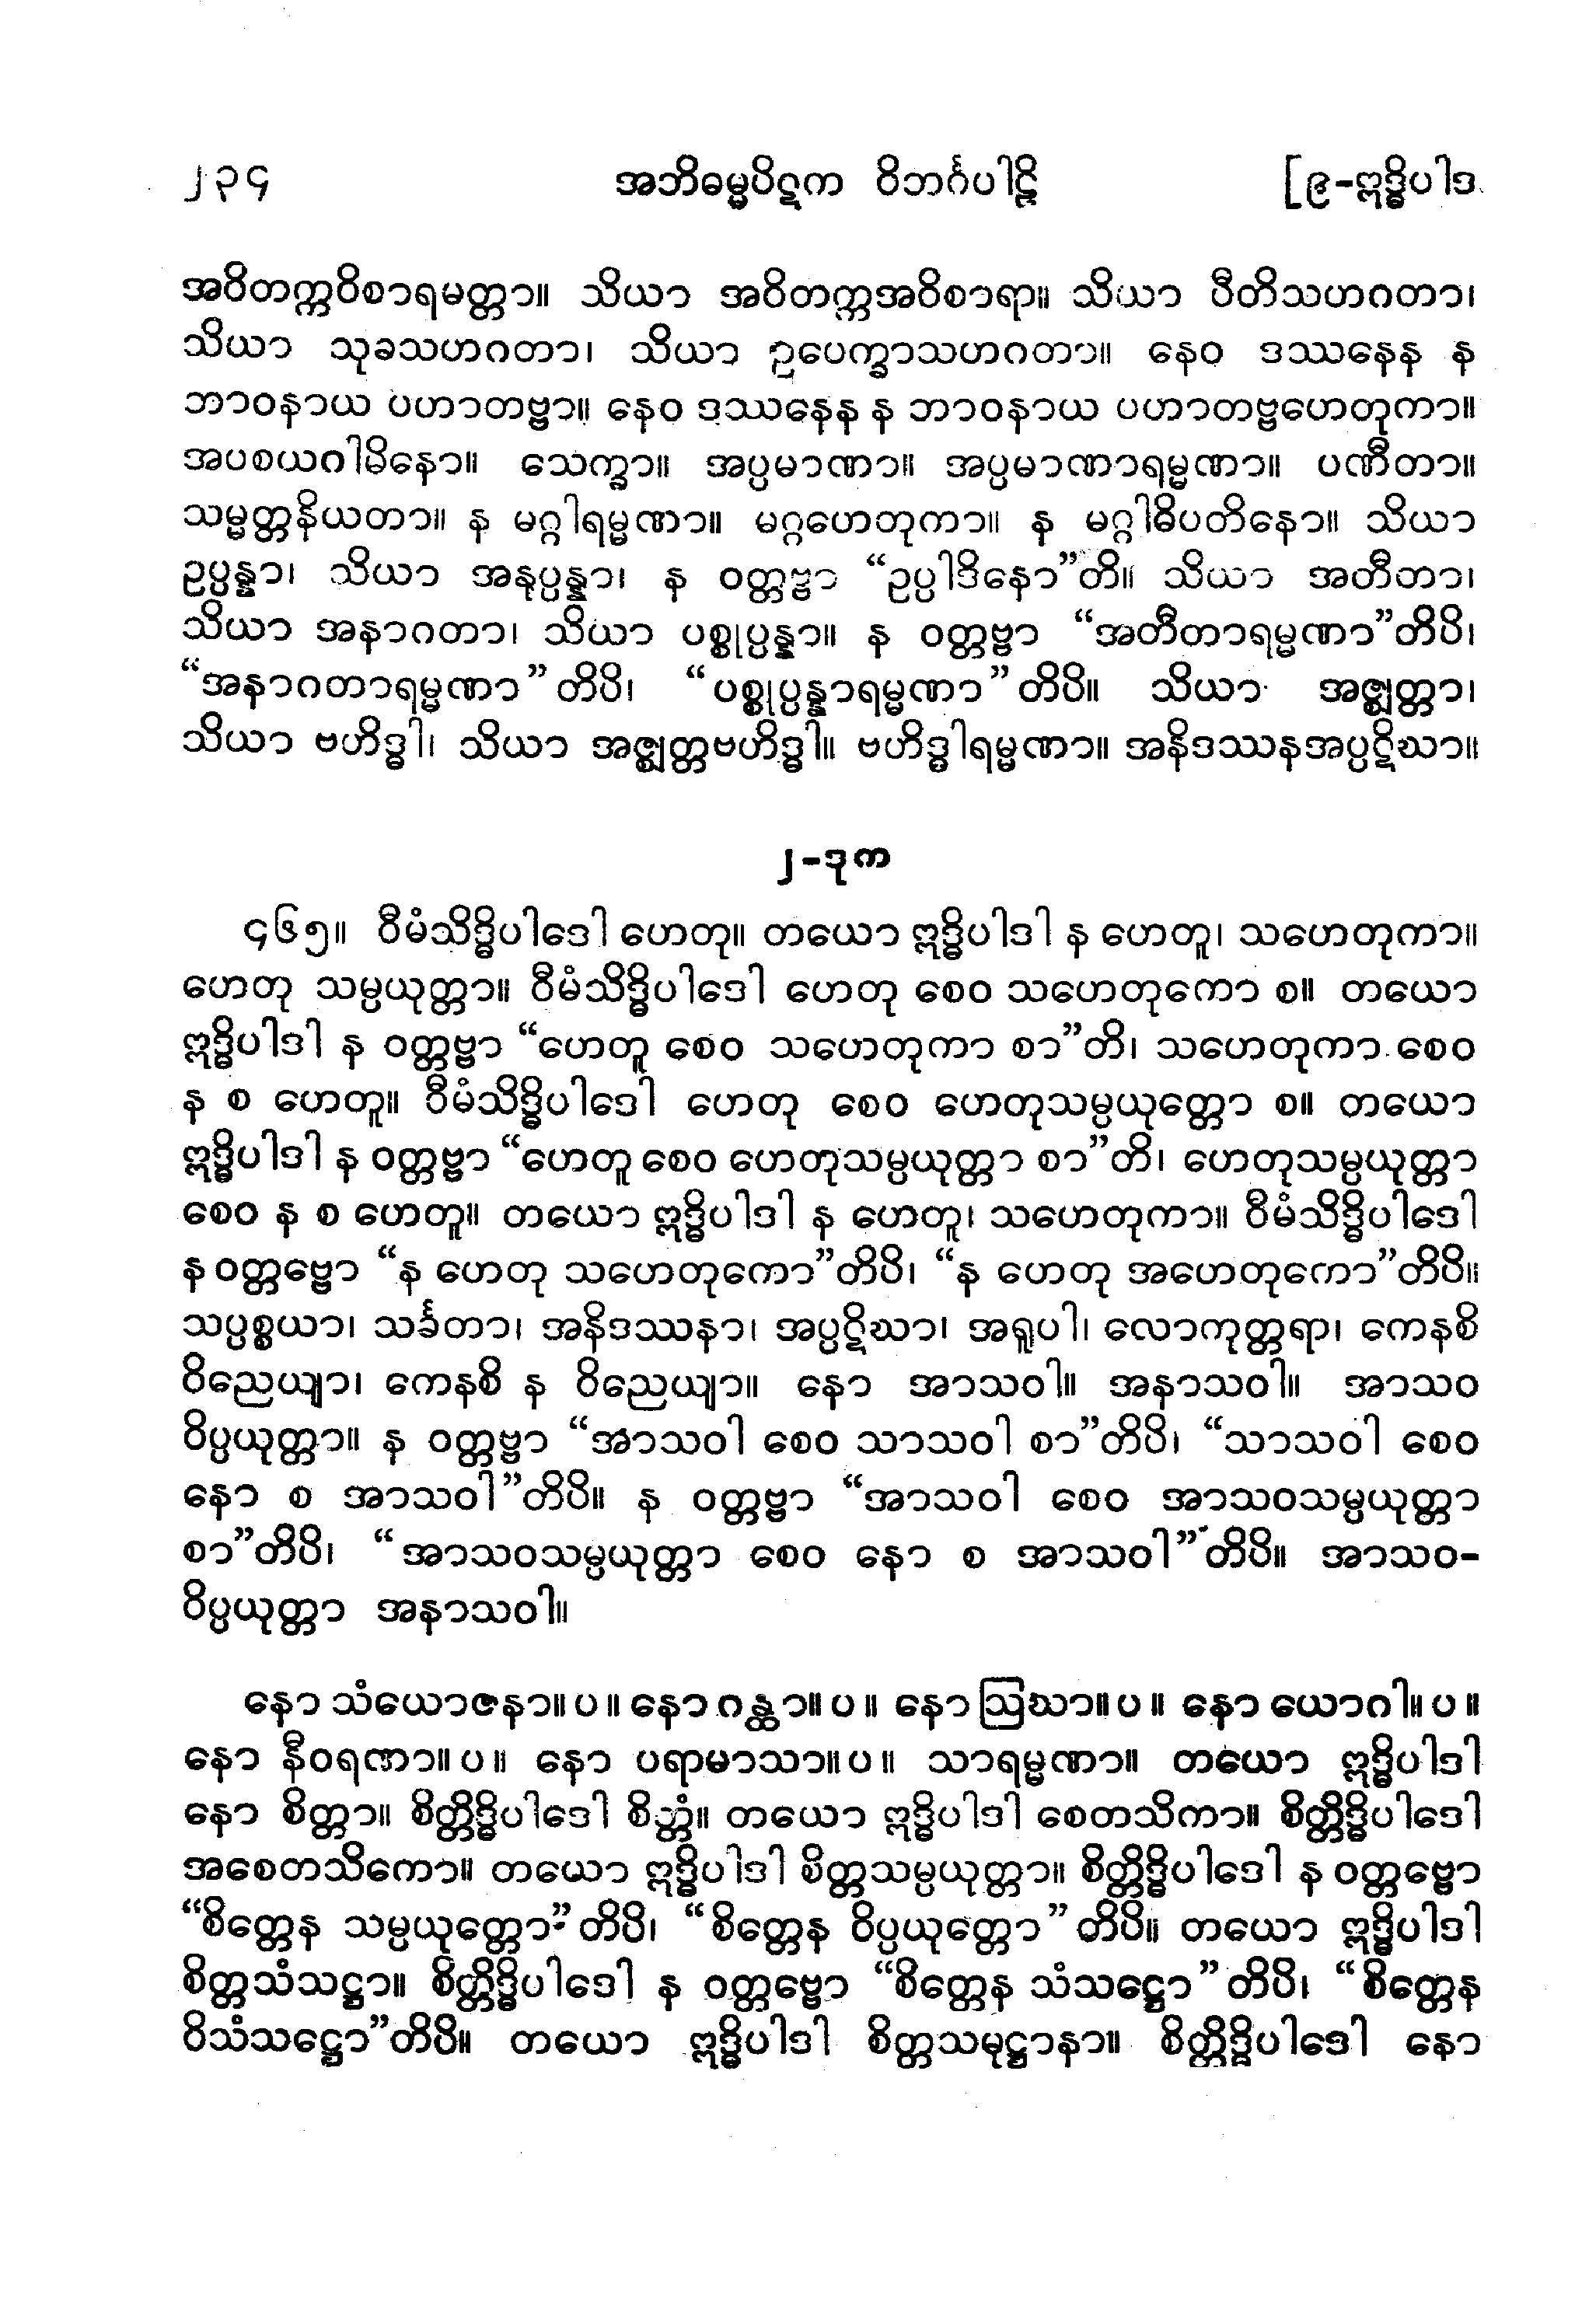 ၂၃၄ အဘိဓမ္မပိဋက ဝိဘင်္ဂပါဠိ [၉-ဣဒ္ဓိပါဒ
အဝိတက္ကဝိစာရမတ္တာ။ သိယာ အဝိတက္ကအဝိစာရာ။ သိယာ ပီတိသဟဂတာ၊
သိယာ သုခသဟဂတာ၊ သိယာ ဥပေက္ခာသဟဂတာ။ နေဝ ဒဿနေန န
ဘာဝနာယ ပဟာတဗ္ဗာ။ နေဝ ဒဿနေန န ဘာဝနာယ ပဟာတဗ္ဗဟေတုကာ။
အပစယဂါမိနော။ သေက္ခာ။ အပ္ပမာဏာ။ အပ္ပမာဏာရမ္မဏာ။ ပဏီတာ။
သမ္မတ္တနိယတာ။ န မဂ္ဂါရမ္မဏာ။ မဂ္ဂဟေတုကာ။ န မဂ္ဂါဓိပတိနော။ သိယာ
ဥပ္ပန္နာ၊ သိယာ အနုပ္ပန္နာ၊ န ဝတ္တဗ္ဗာ “ဥပ္ပါဒိနော”တိ။ သိယာ အတီတာ၊
သိယာ အနာဂတာ၊ သိယာ ပစ္စုပ္ပန္နာ။ န ဝတ္တဗ္ဗာ “အတီတာရမ္မဏာ”တိပိ၊
“အနာဂတာရမ္မဏာ”တိပိ၊ “ပစ္စုပ္ပန္နာရမ္မဏာ”တိပိ။ သိယာ အဇ္ဈတ္တာ၊
သိယာ ဗဟိဒ္ဓါ၊ သိယာ အဇ္ဈတ္တဗဟိဒ္ဓါ။ ဗဟိဒ္ဓါရမ္မဏာ။ အနိဒဿနအပ္ပဋိဃာ။
၂-ဒုက
၄၆၅။ ဝီမံသိဒ္ဓိပါဒေါ ဟေတု။ တယော ဣဒ္ဓိပါဒါ န ဟေတူ၊ သဟေတုကာ။
ဟေတု သမ္ပယုတ္တာ။ ဝီမံသိဒ္ဓိပါဒေါ ဟေတု စေဝ သဟေတုကော စ။ တယော
ဣဒ္ဓိပါဒါ န ဝတ္တဗ္ဗာ “ဟေတူ စေဝ သဟေတုကာ စာ”တိ၊ သဟေတုကာ စေဝ
န စ ဟေတူ။ ဝီမံသိဒ္ဓိပါဒေါ ဟေတု စေဝ ဟေတုသမ္ပယုတ္တော စ။ တယော
ဣဒ္ဓိပါဒါ န ဝတ္တဗ္ဗာ “ဟေတူ စေဝ ဟေတုသမ္ပယုတ္တာ စာ”တိ၊ ဟေတုသမ္ပယုတ္တာ
စေဝ န စ ဟေတူ။ တယော ဣဒ္ဓိပါဒါ န ဟေတူ၊ သဟေတုကာ။ ဝီမံသိဒ္ဓိပါဒေါ
န ဝတ္တဗ္ဗော “န ဟေတု သဟေတုကော”တိပိ၊ “န ဟေတု အဟေတုကော”တိပိ။
သပ္ပစ္စယာ၊ သင်္ခတာ၊ အနိဒဿနာ၊ အပ္ပဋိဃာ၊ အရူပါ၊ လောကုတ္တရာ၊ ကေနစိ
ဝိညေယျာ၊ ကေနစိ န ဝိညေယျာ။ နော အာသဝါ။ အနာသဝါ။ အာသဝ
ဝိပ္ပယုတ္တာ။ န ဝတ္တဗ္ဗာ “အာသဝါ စေဝ သာသဝါ စာ”တိပိ၊ “သာသဝါ စေဝ
နော စ အာသဝါ”တိပိ။ န ဝတ္တဗ္ဗာ “အာသဝါ စေဝ အာသဝသမ္ပယုတ္တာ
စာ”တိပိ၊ “အာသဝသမ္ပယုတ္တာ စေဝ နော စ အာသဝါ”တိပိ။ အာသဝ-
ဝိပ္ပယုတ္တာ အနာသဝါ။
နော သံယောဇနာ။ ပ ။ နော ဂန္ထာ။ ပ ။ နော ဩဃာ။ ပ ။ နော ယောဂါ။ ပ ။
နော နီဝရဏာ။ ပ ။ နော ပရာမာသာ။ ပ ။ သာရမ္မဏာ။ တယော ဣဒ္ဓိပါဒါ
နော စိတ္တာ။ စိတ္တိဒ္ဓိပါဒေါ စိတ္တံ။ တယော ဣဒ္ဓိပါဒါ စေတသိကာ။ စိတ္တိဒ္ဓိပါဒေါ
အစေတသိကော။ တယော ဣဒ္ဓိပါဒါ စိတ္တသမ္ပယုတ္တာ။ စိတ္တိဒ္ဓိပါဒေါ န ဝတ္တဗ္ဗော
“စိတ္တေန သမ္ပယုတ္တော”တိပိ၊ “စိတ္တေန ဝိပ္ပယုတ္တော”တိပိ။ တယော ဣဒ္ဓိပါဒါ
စိတ္တသံသဋ္ဌာ။ စိတ္တိဒ္ဓိပါဒေါ န ဝတ္တဗ္ဗော “စိတ္တေန သံသဋ္ဌော”တိပိ၊ “စိတ္တေန
ဝိသံသဋ္ဌော”တိပိ။ တယော ဣဒ္ဓိပါဒါ စိတ္တသမုဋ္ဌာနာ။ စိတ္တိဒ္ဓိပါဒေါ နော